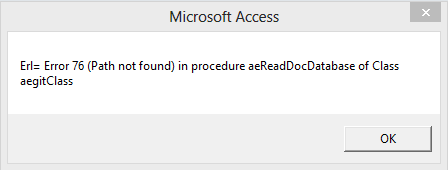 Microsoft Access
Erl= Error 76 (Path not found) in procedure aeReadDocDatabase of Class
aegitClass
OK